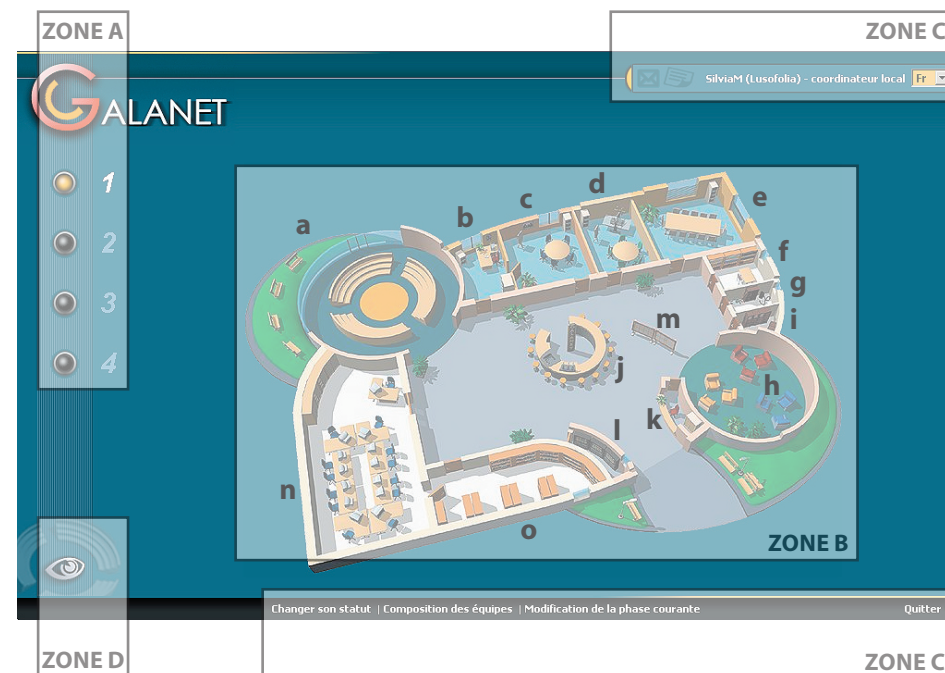 ZONE A
ZONE C
SilviaM (Lusofolia) - coordinateur local Fr
GALANET
1
2
3
4
a
b
c
d
e
f
g
i
m
j
h
k
l
n
o
ZONE B
Changer son statut | Composition des équipes | Modification de la phase courante
Quitter
ZONE D
ZONE C